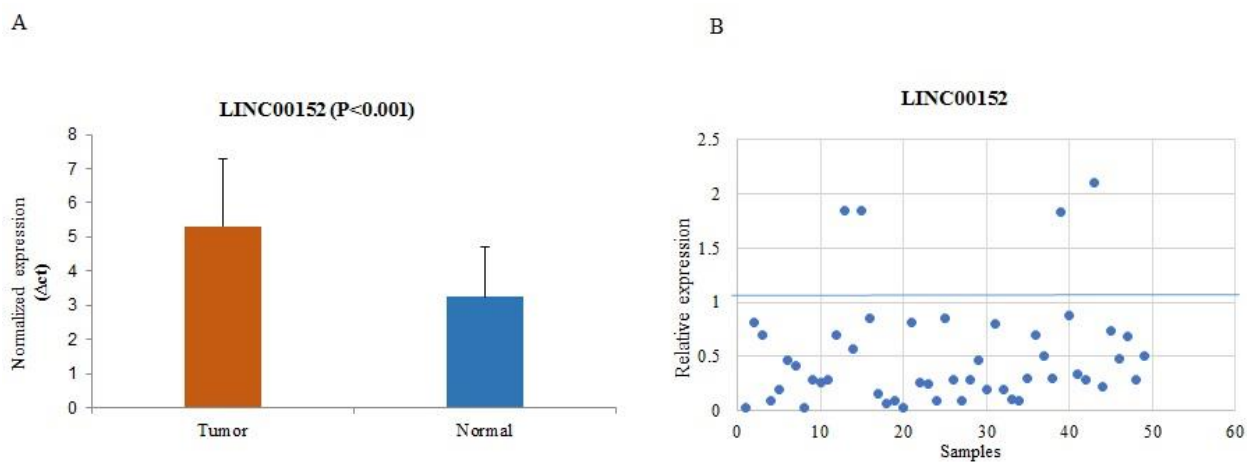 A
LINC00152 (P<0.001)
Normalized expression
(Δct)
8
7
6
5
4
3
2
1
0
Tumor
Normal
B
LINC00152
Relative expression
2.5
2
1.5
1
0.5
0
0
10
20
30
40
50
60
Samples